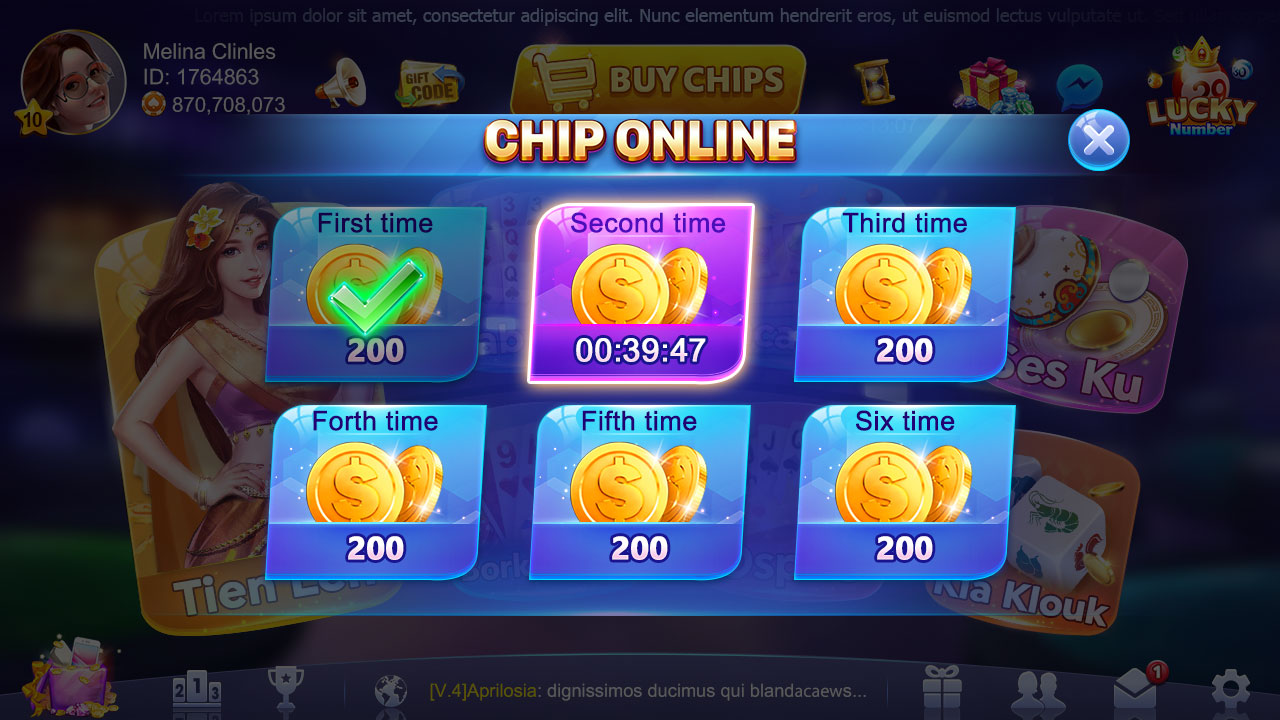 Lorem ipsum dolor sit amet, consectetur adipiscing elit. Nunc elementum hendrerit eros, ut euismod lectus vulputate ut. Sed
Melina Clinles
ID: 1764863
870,708,073
10
GIFT
CODE
BUY CHIPS
LUCKY
Number
CHIP ONLINE
First time
200
Second time
00:39:47
Third time
200
Forth time
200
Fifth time
200
Six time
200
Tien Len
Ses Ku
Kla Klouk
2 1 3
[V.4]Aprilosia: dignissimos ducimus qui blandacaews...
1